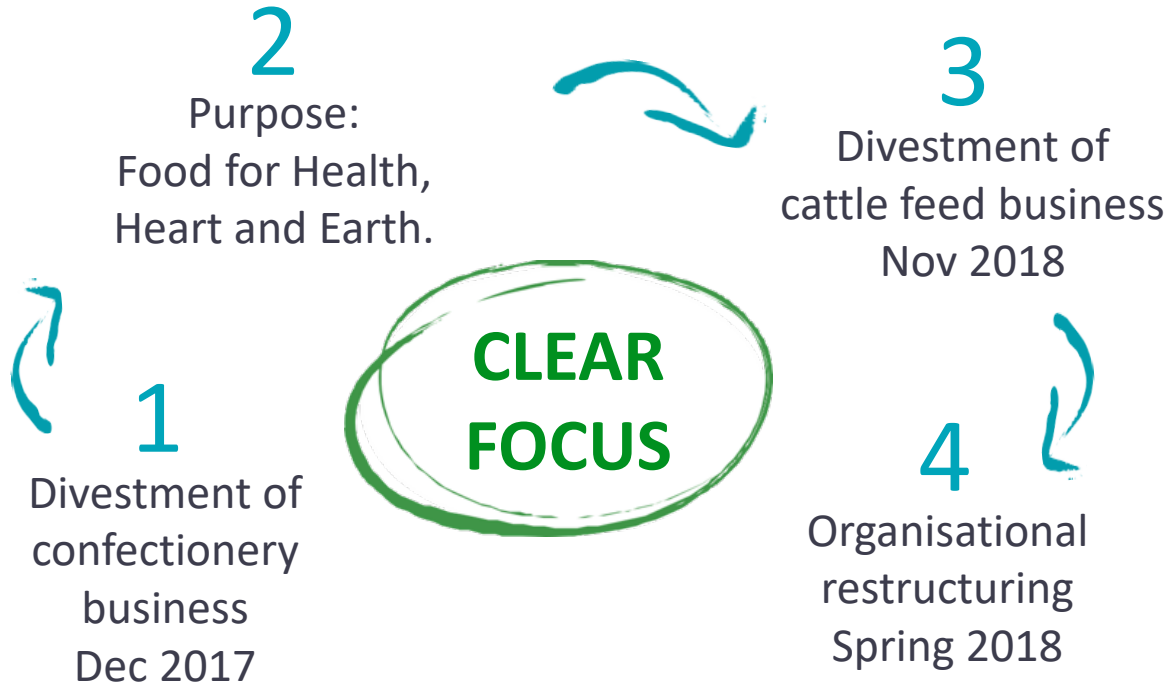 1
Divestment of
confectionery
business
Dec 2017
2
Purpose:
Food for Health,
Heart and Earth.
3
Divestment of
cattle feed business
Nov 2018
4
Organisational
restructuring
Spring 2018
CLEAR
FOCUS